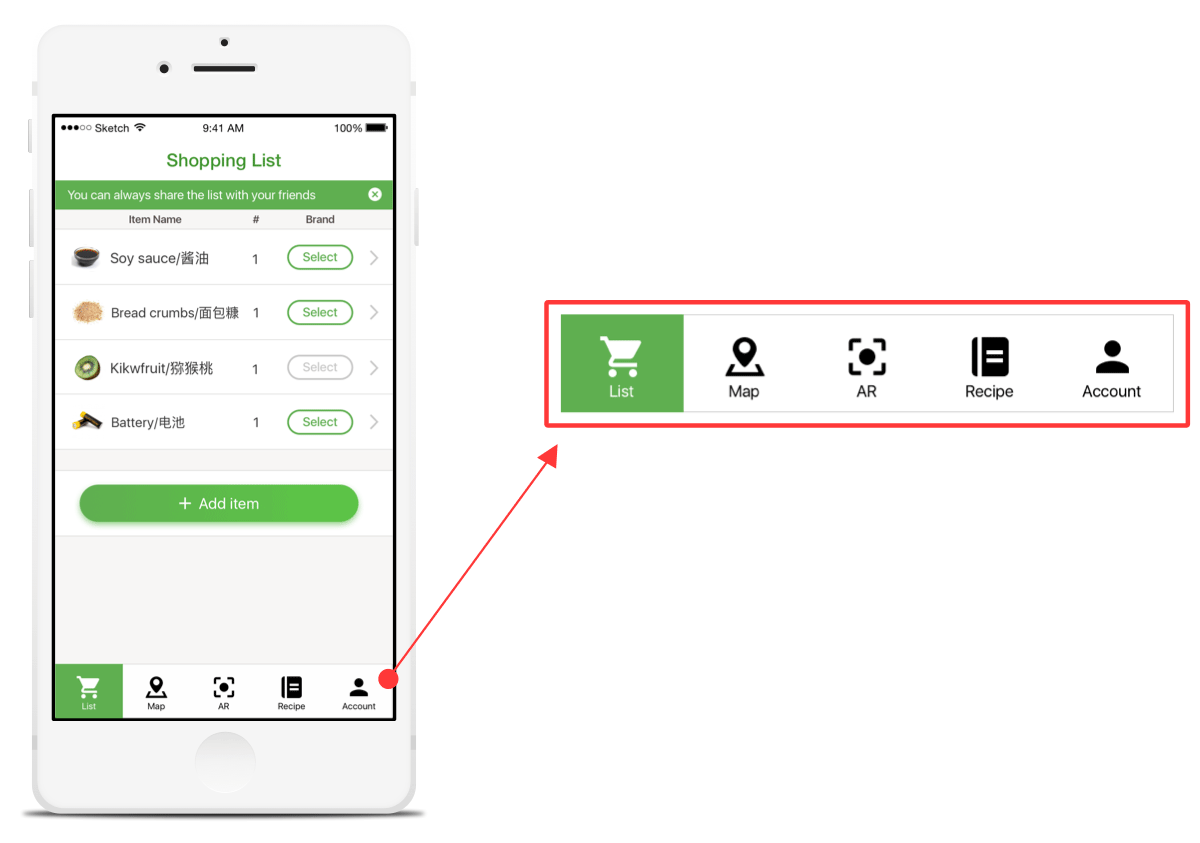 Sketch 9:41 AM 100%
Shopping List
You can always share the list with your friends
Item Name # Brand
Soy sauce/酱油 1 Select
Bread crumbs/面包糠 1 Select
Kikwfruit/猕猴桃 1 Select
Battery/电池 1 Select
+ Add item
List Map AR Recipe Account
List Map AR Recipe Account